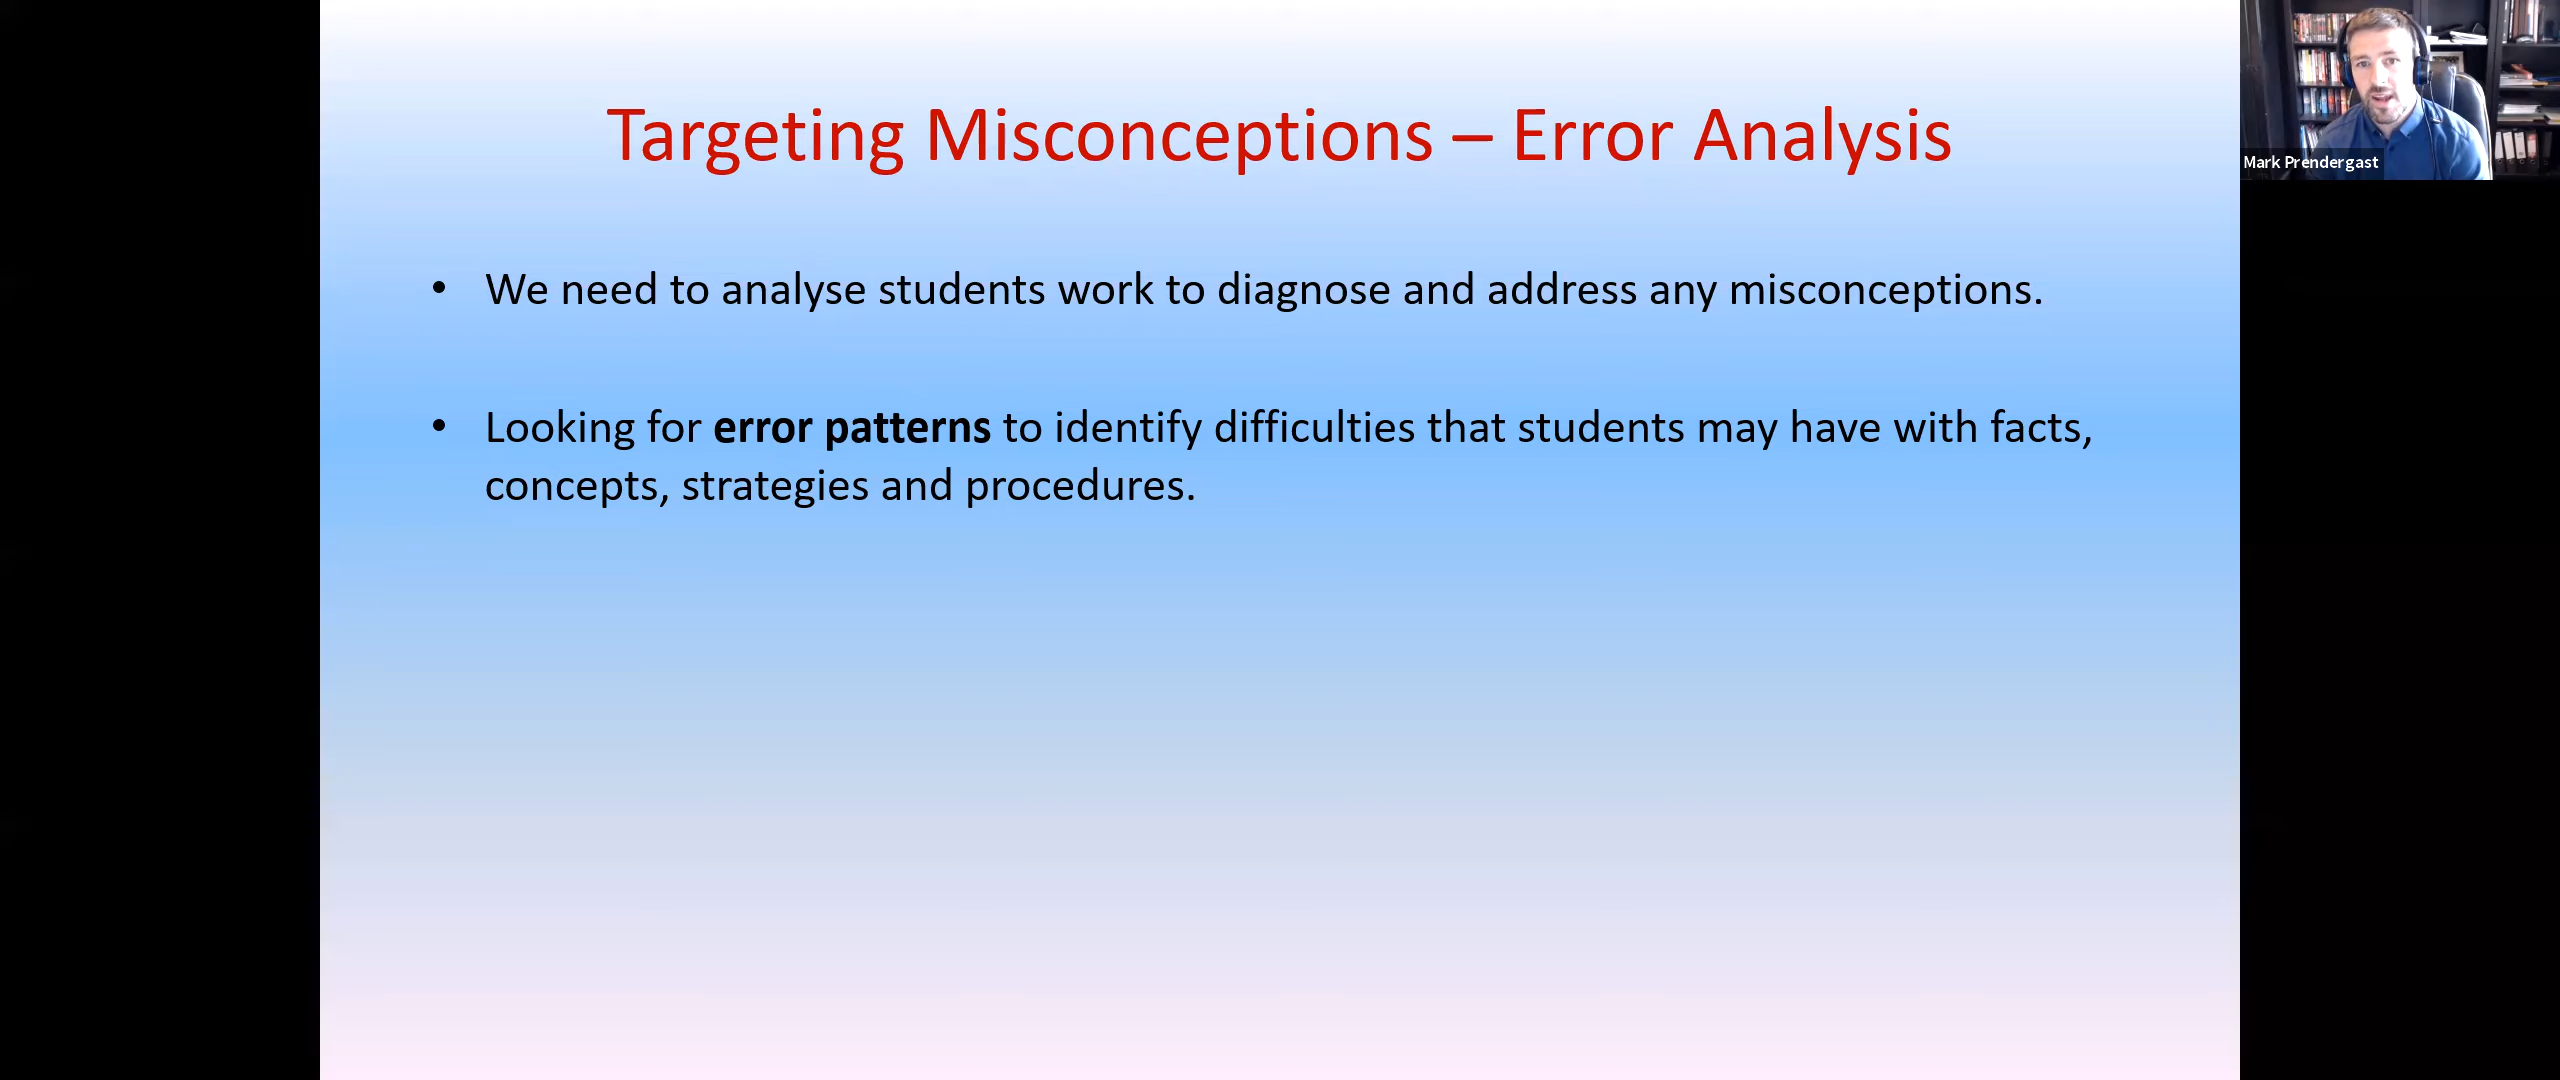 Targeting Misconceptions – Error Analysis
• We need to analyse students work to diagnose and address any misconceptions.
• Looking for error patterns to identify difficulties that students may have with facts,
concepts, strategies and procedures.
Mark Prendergast